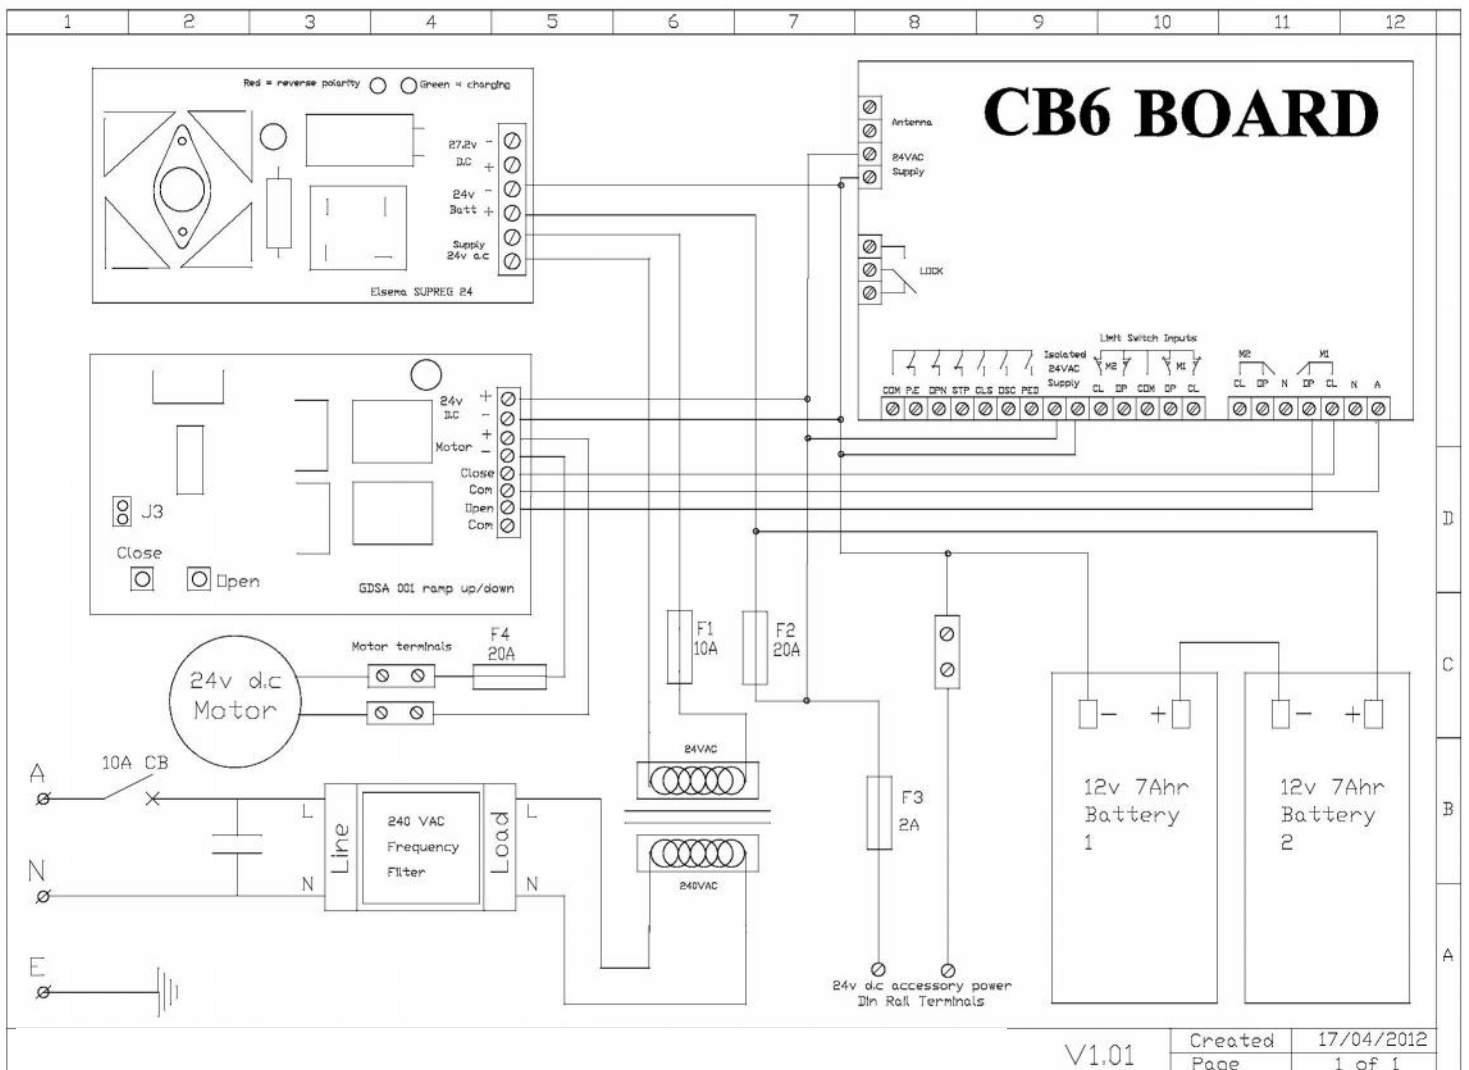 1 2 3 4 5 6 7 8 9 10 11 12
Red = reverse polarity
Green = charging
27.2v -
D.C +
24v -
Batt +
Supply
24v a.c
Elsema SUPREG 24
CB6 BOARD
Antenna
24VAC
Supply
LOCK
Limit Switch Inputs
Isolated
24VAC
Supply
M2
M1
M2
M1
COM P.E OPN STP CLS OSC PED
CL OP COM OP CL
CL OP N OP CL N A
24v +
D.C -
+
Motor -
Close
Com
Open
Com
J3
Close
Open
GDSA 001 ramp up/down
D
C
B
A
Motor terminals
F4
20A
F1
10A
F2
20A
24v d.c
Motor
10A CB
A
N
E
L
N
Line
240 VAC
Frequency
Filter
Load
L
N
24VAC
240VAC
F3
2A
24v d.c accessory power
Din Rail Terminals
- +
12v 7Ahr
Battery
1
- +
12v 7Ahr
Battery
2
V1.01
Created 17/04/2012
Page 1 of 1